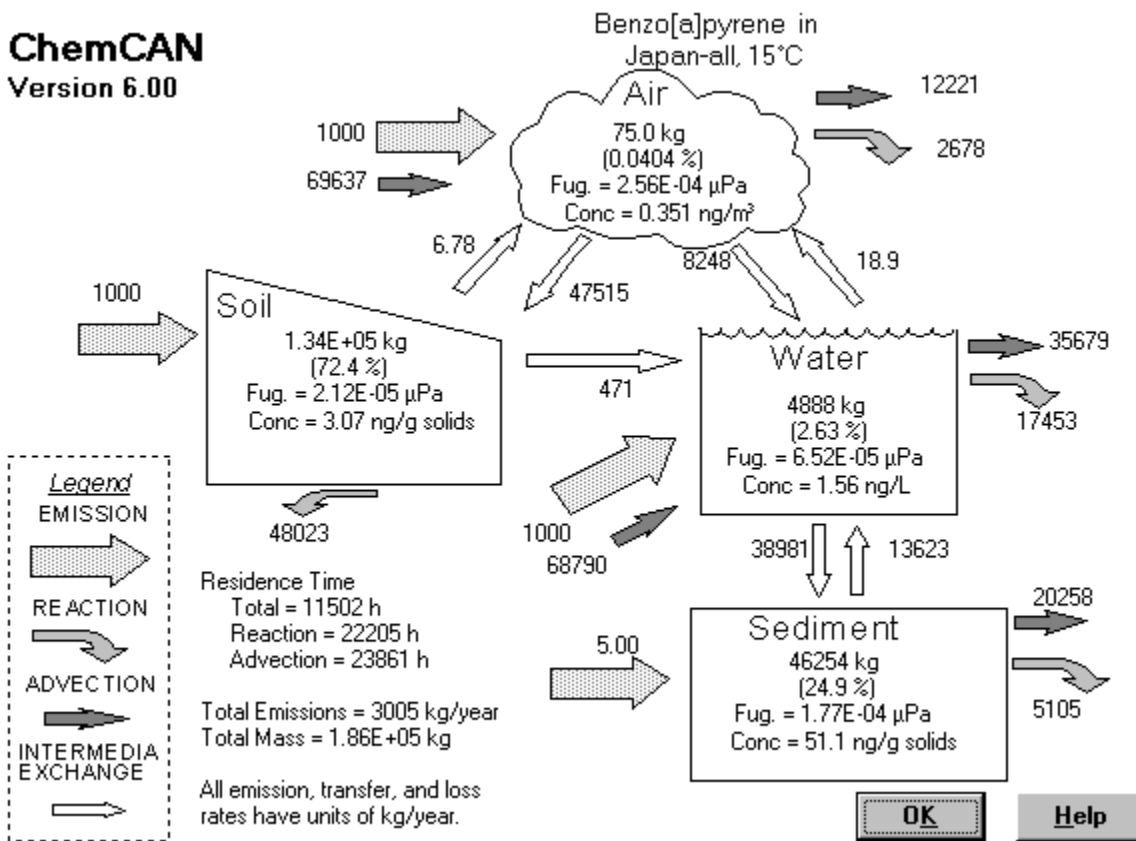 ChemCAN
Version 6.00
Benzo[a]pyrene in
Japan-all, 15°C
Air
75.0 kg
(0.0404 %)
Fug. = 2.56E-04 µPa
Conc = 0.351 ng/m³
1000
69637
12221
2678
6.78
47515
8248
18.9
1000
Soil
1.34E+05 kg
(72.4 %)
Fug. = 2.12E-05 µPa
Conc = 3.07 ng/g solids
471
48023
Water
4888 kg
(2.63 %)
Fug. = 6.52E-05 µPa
Conc = 1.56 ng/L
35679
17453
1000
68790
38981
13623
Legend
EMISSION
REACTION
ADVECTION
INTERMEDIA
EXCHANGE
Residence Time
Total = 11502 h
Reaction = 22205 h
Advection = 23861 h
Total Emissions = 3005 kg/year
Total Mass = 1.86E+05 kg
All emission, transfer, and loss
rates have units of kg/year.
5.00
Sediment
46254 kg
(24.9 %)
Fug. = 1.77E-04 µPa
Conc = 51.1 ng/g solids
20258
5105
OK
Help